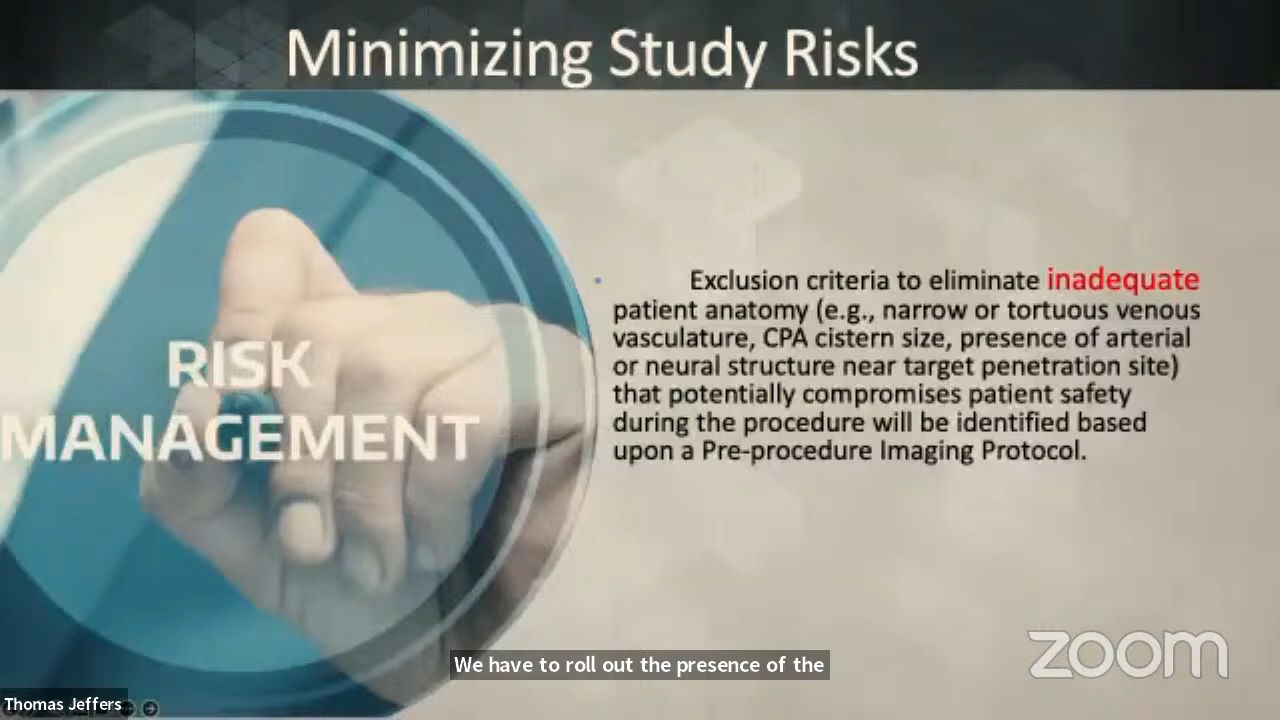 Minimizing Study Risks
RISK
MANAGEMENT
• Exclusion criteria to eliminate inadequate
patient anatomy (e.g., narrow or tortuous venous
vasculature, CPA cistern size, presence of arterial
or neural structure near target penetration site)
that potentially compromises patient safety
during the procedure will be identified based
upon a Pre-procedure Imaging Protocol.
We have to roll out the presence of the
zoom
Thomas Jeffers